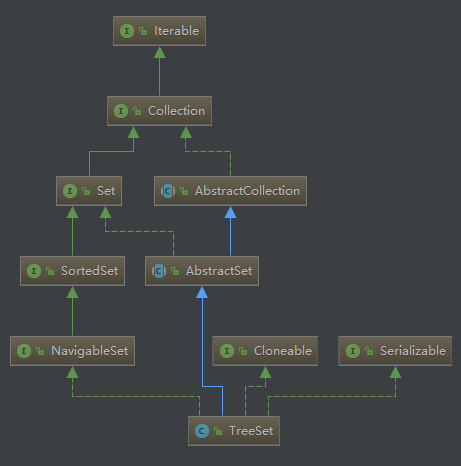 I Iterable
I Collection
I Set
C AbstractCollection
I SortedSet
C AbstractSet
I NavigableSet
I Cloneable
I Serializable
C TreeSet